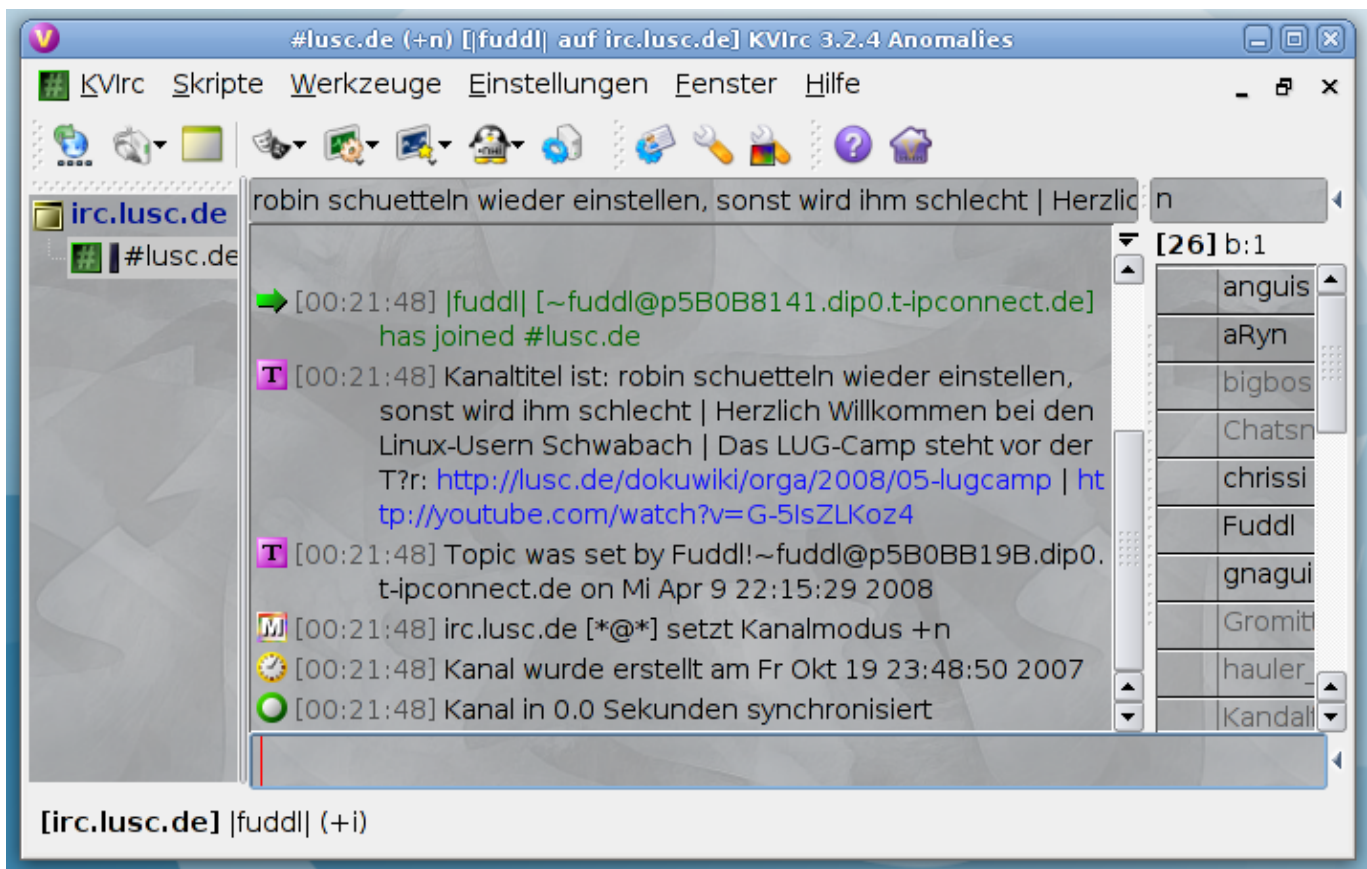 #lusc.de (+n) [|fuddl| auf irc.lusc.de] KVIrc 3.2.4 Anomalies
KVIrc Skripte Werkzeuge Einstellungen Fenster Hilfe
irc.lusc.de
#lusc.de
robin schuetteln wieder einstellen, sonst wird ihm schlecht | Herzlic
n
[00:21:48] |fuddl| [~fuddl@p5B0B8141.dip0.t-ipconnect.de]
has joined #lusc.de
[00:21:48] Kanaltitel ist: robin schuetteln wieder einstellen,
sonst wird ihm schlecht | Herzlich Willkommen bei den
Linux-Usern Schwabach | Das LUG-Camp steht vor der
T?r: http://lusc.de/dokuwiki/orga/2008/05-lugcamp | ht
tp://youtube.com/watch?v=G-5IsZLKoz4
[00:21:48] Topic was set by Fuddl!~fuddl@p5B0BB19B.dip0.
t-ipconnect.de on Mi Apr 9 22:15:29 2008
[00:21:48] irc.lusc.de [*@*] setzt Kanalmodus +n
[00:21:48] Kanal wurde erstellt am Fr Okt 19 23:48:50 2007
[00:21:48] Kanal in 0.0 Sekunden synchronisiert
[26] b:1
anguis
aRyn
bigbos
Chatsn
chrissi
Fuddl
gnagui
Gromitt
hauler_
Kandalf
[irc.lusc.de] |fuddl| (+i)